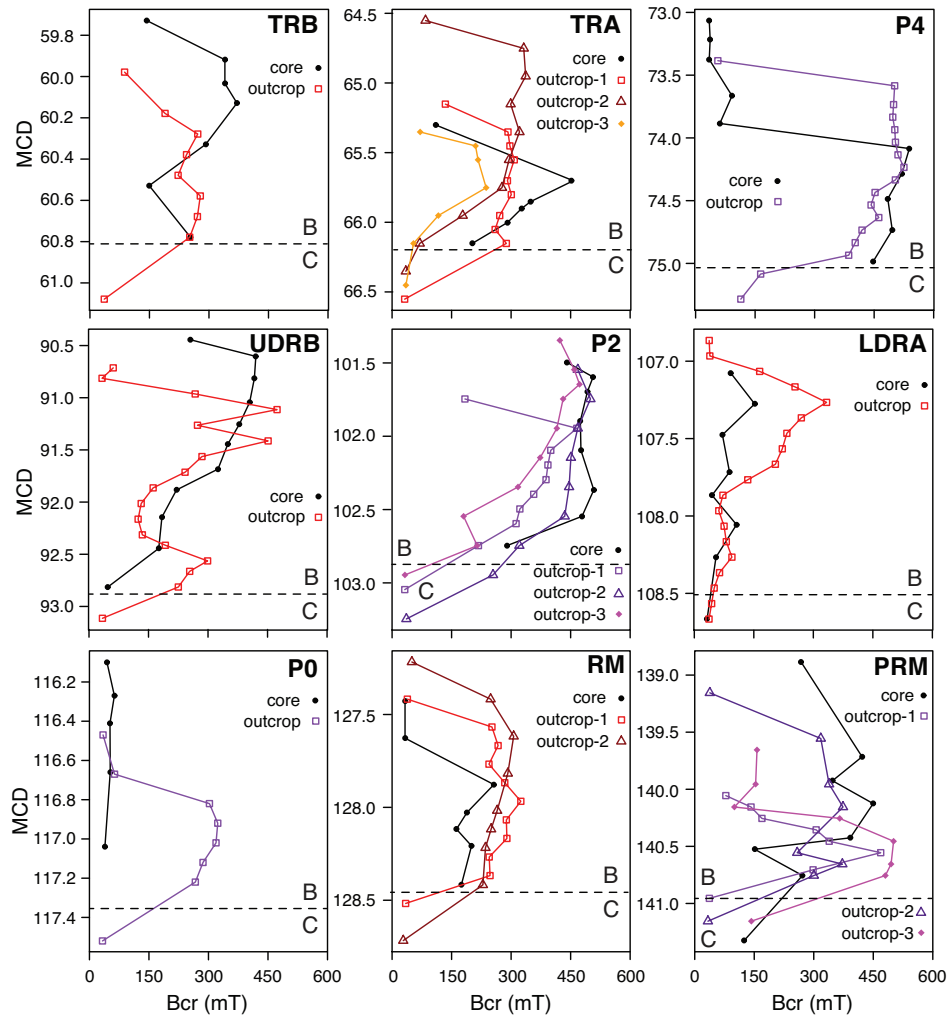 TRB
MCD
59.8
60.0
60.2
60.4
60.6
60.8
61.0
core
outcrop
B
C
TRA
64.5
65.0
65.5
66.0
66.5
core
outcrop-1
outcrop-2
outcrop-3
B
C
P4
73.0
73.5
74.0
74.5
75.0
core
outcrop
B
C
UDRB
MCD
90.5
91.0
91.5
92.0
92.5
93.0
core
outcrop
B
C
P2
101.5
102.0
102.5
103.0
core
outcrop-1
outcrop-2
outcrop-3
B
C
LDRA
107.0
107.5
108.0
108.5
core
outcrop
B
C
P0
MCD
116.2
116.4
116.6
116.8
117.0
117.2
117.4
core
outcrop
B
C
0 150 300 450 600
Bcr (mT)
RM
127.5
128.0
128.5
core
outcrop-1
outcrop-2
B
C
0 150 300 450 600
Bcr (mT)
PRM
139.0
139.5
140.0
140.5
141.0
core
outcrop-1
B
C
outcrop-2
outcrop-3
0 150 300 450 600
Bcr (mT)